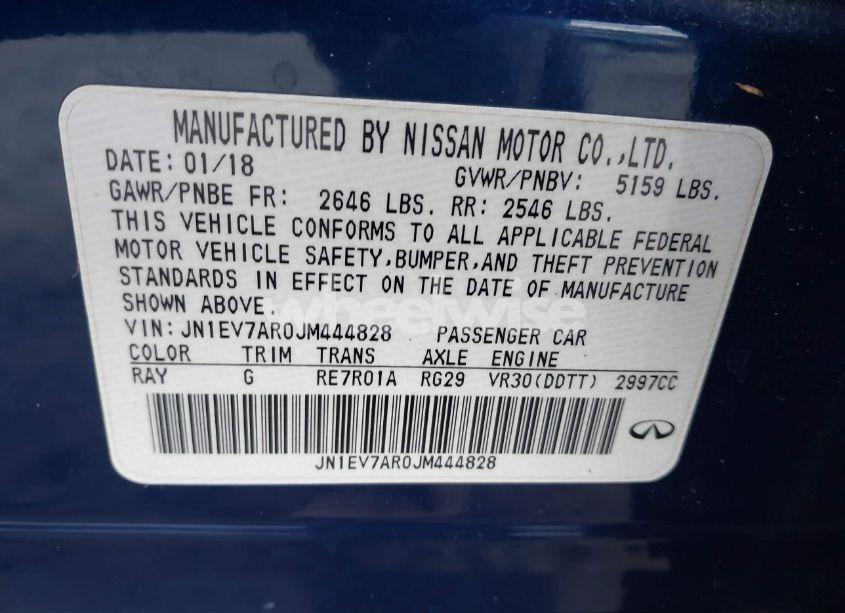 MANUFACTURED BY NISSAN MOTOR CO.,LTD.
DATE: 01/18 GVWR/PNBV: 5159 LBS.
GAWR/PNBE FR: 2646 LBS. RR: 2546 LBS.
THIS VEHICLE CONFORMS TO ALL APPLICABLE FEDERAL
MOTOR VEHICLE SAFETY,BUMPER,AND THEFT PREVENTION
STANDARDS IN EFFECT ON THE DATE OF MANUFACTURE
SHOWN ABOVE.
wheelwise
VIN:JN1EV7AR0JM444828 PASSENGER CAR
COLOR TRIM TRANS AXLE ENGINE
RAY G RE7R01A RG29 VR30(DDTT) 2997CC
JN1EV7AR0JM444828